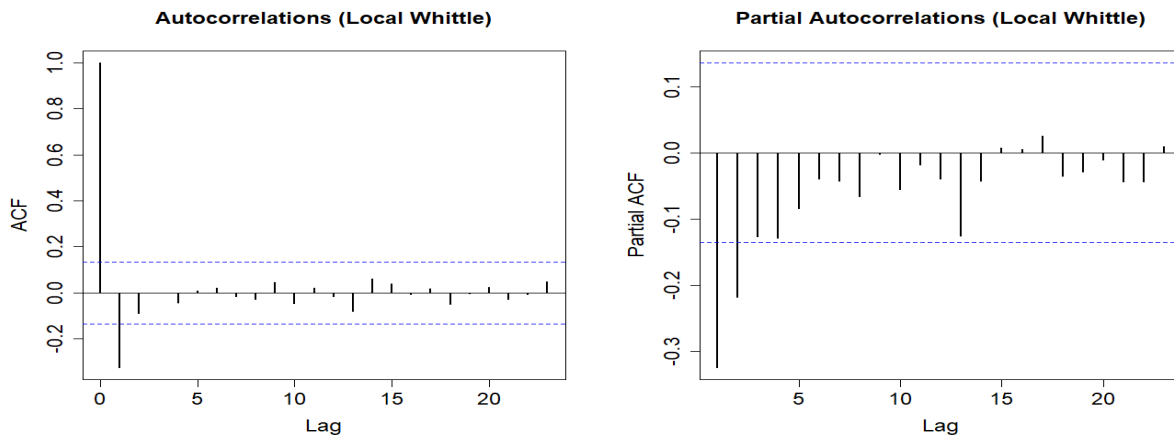 Autocorrelations (Local Whittle)
ACF
1.0
0.8
0.6
0.4
0.2
0.0
-0.2
0 5 10 15 20
Lag
Partial Autocorrelations (Local Whittle)
Partial ACF
0.1
0.0
-0.1
-0.2
-0.3
5 10 15 20
Lag